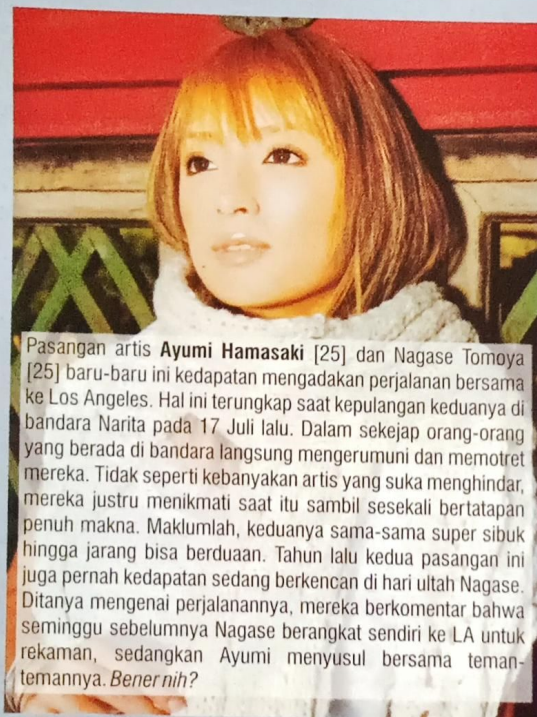 Pasangan artis Ayumi Hamasaki [25] dan Nagase Tomoya
[25] baru-baru ini kedapatan mengadakan perjalanan bersama
ke Los Angeles. Hal ini terungkap saat kepulangan keduanya di
bandara Narita pada 17 Juli lalu. Dalam sekejap orang-orang
yang berada di bandara langsung mengerumuni dan memotret
mereka. Tidak seperti kebanyakan artis yang suka menghindar,
mereka justru menikmati saat itu sambil sesekali bertatapan
penuh makna. Maklumlah, keduanya sama-sama super sibuk
hingga jarang bisa berduaan. Tahun lalu kedua pasangan ini
juga pernah kedapatan sedang berkencan di hari ultah Nagase.
Ditanya mengenai perjalanannya, mereka berkomentar bahwa
seminggu sebelumnya Nagase berangkat sendiri ke LA untuk
rekaman, sedangkan Ayumi menyusul bersama teman-
temannya. Bener nih?